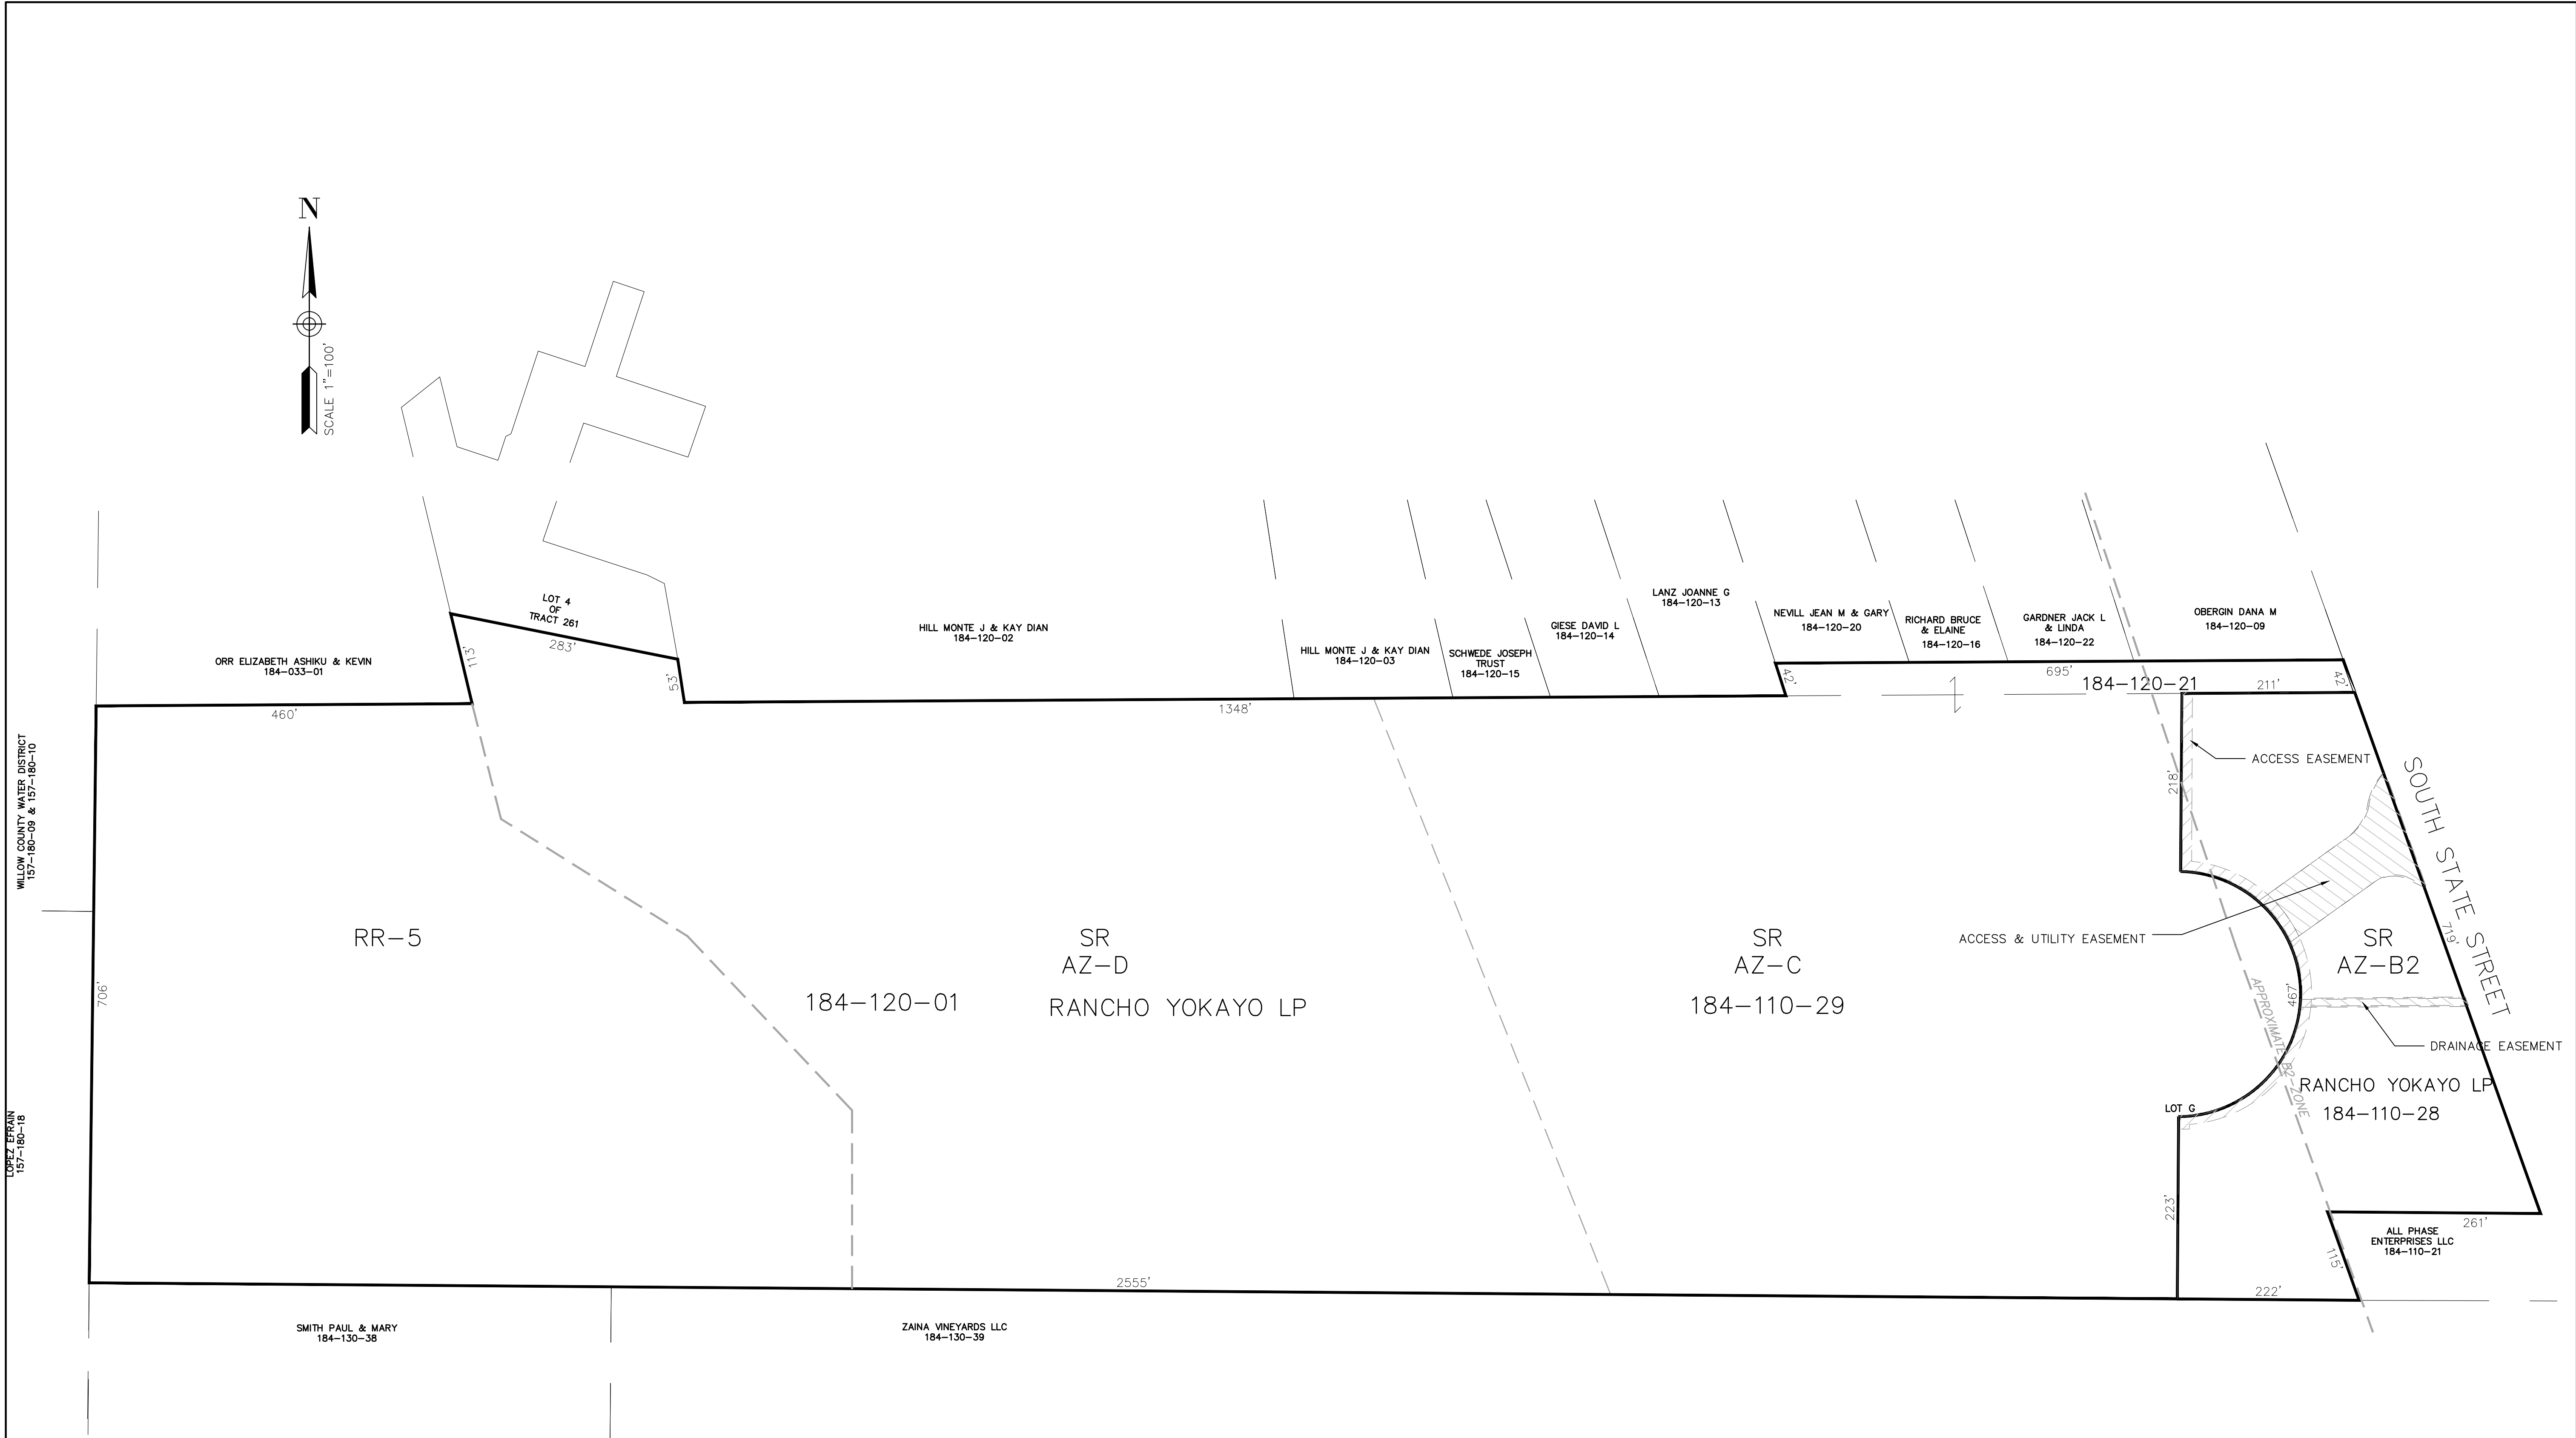 N
SCALE 1"=100'
LOT 4
OF
TRACT 261
283'
113'
53'
ORR ELIZABETH ASHIKU & KEVIN
184-033-01
460'
HILL MONTE J & KAY DIAN
184-120-02
1348'
HILL MONTE J & KAY DIAN
184-120-03
SCHWEDE JOSEPH
TRUST
184-120-15
GIESE DAVID L
184-120-14
LANZ JOANNE G
184-120-13
NEVILL JEAN M & GARY
184-120-20
RICHARD BRUCE
& ELAINE
184-120-16
GARDNER JACK L
& LINDA
184-120-22
OBERGIN DANA M
184-120-09
42'
695'
184-120-21
211'
42'
WILLOW COUNTY WATER DISTRICT
157-180-09 & 157-180-10
218'
ACCESS EASEMENT
SOUTH STATE STREET
RR-5
SR
AZ-D
184-120-01
RANCHO YOKAYO LP
SR
AZ-C
184-110-29
ACCESS & UTILITY EASEMENT
SR
AZ-B2
719'
706'
467'
APPROXIMATE B2-ZONE
DRAINAGE EASEMENT
RANCHO YOKAYO LP
184-110-28
LOPEZ EFRAIN
157-180-18
LOT G
223'
261'
ALL PHASE
ENTERPRISES LLC
184-110-21
115'
2555'
222'
SMITH PAUL & MARY
184-130-38
ZAINA VINEYARDS LLC
184-130-39